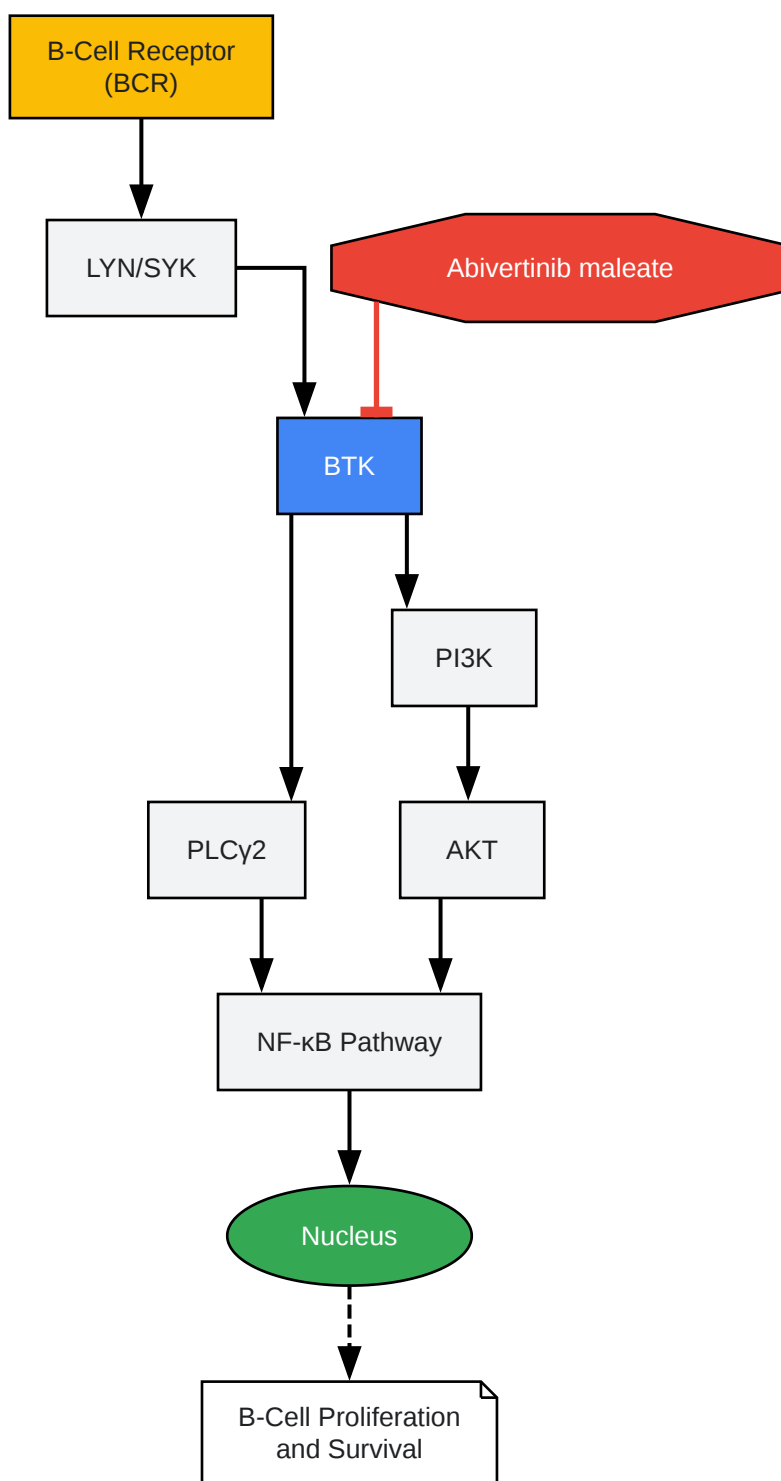 B-Cell Receptor
(BCR)
LYN/SYK
Abivertinib maleate
BTK
PI3K
PLCγ2
AKT
NF-κB Pathway
Nucleus
B-Cell Proliferation
and Survival